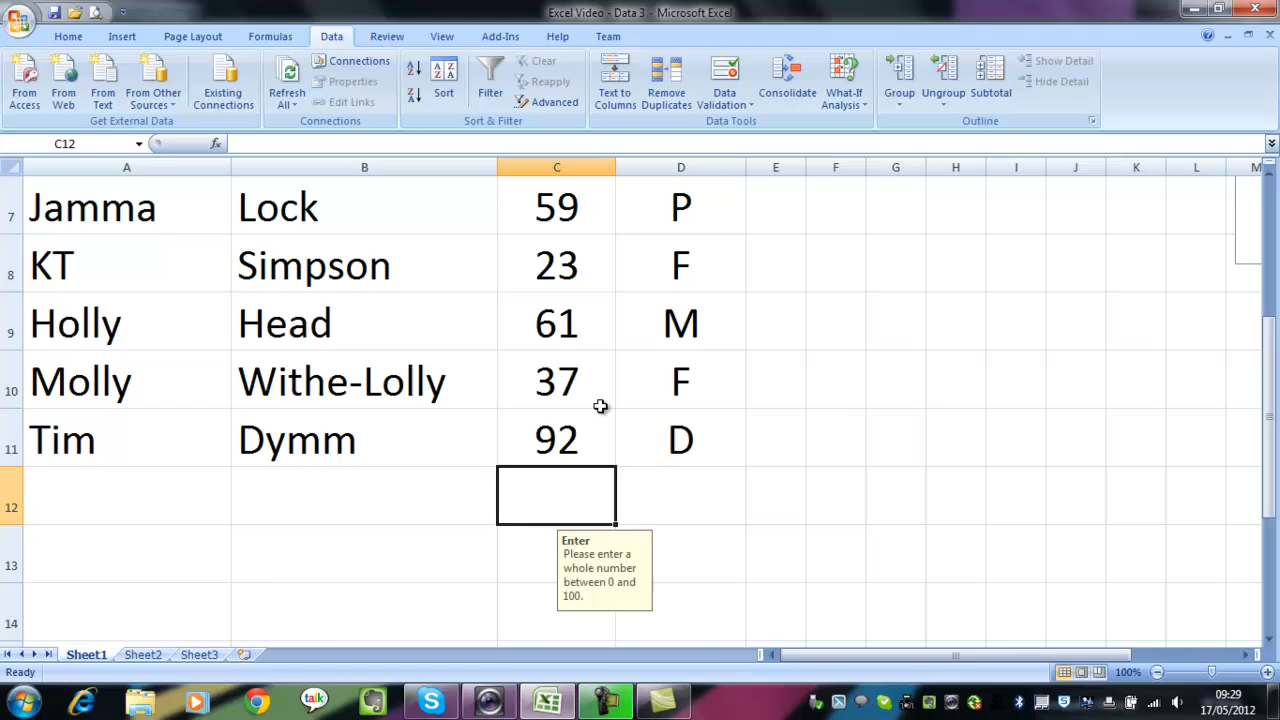 Excel Video - Data 3 - Microsoft Excel
Home Insert Page Layout Formulas Data Review View Add-Ins Help Team
From Access
From Web
From Text
From Other Sources
Existing Connections
Get External Data
Refresh All
Connections
Properties
Edit Links
Connections
Sort
Filter
Clear
Reapply
Advanced
Sort & Filter
Text to Columns
Remove Duplicates
Data Validation
Consolidate
What-If Analysis
Data Tools
Group
Ungroup
Subtotal
Show Detail
Hide Detail
Outline
C12 fx
A B C D E F G H I J K L M
7 Jamma Lock 59 P
8 KT Simpson 23 F
9 Holly Head 61 M
10 Molly Withe-Lolly 37 F
11 Tim Dymm 92 D
12
Enter
Please enter a
whole number
between 0 and
100.
13
14
Sheet1 Sheet2 Sheet3
Ready 100%
talk
09:29
17/05/2012